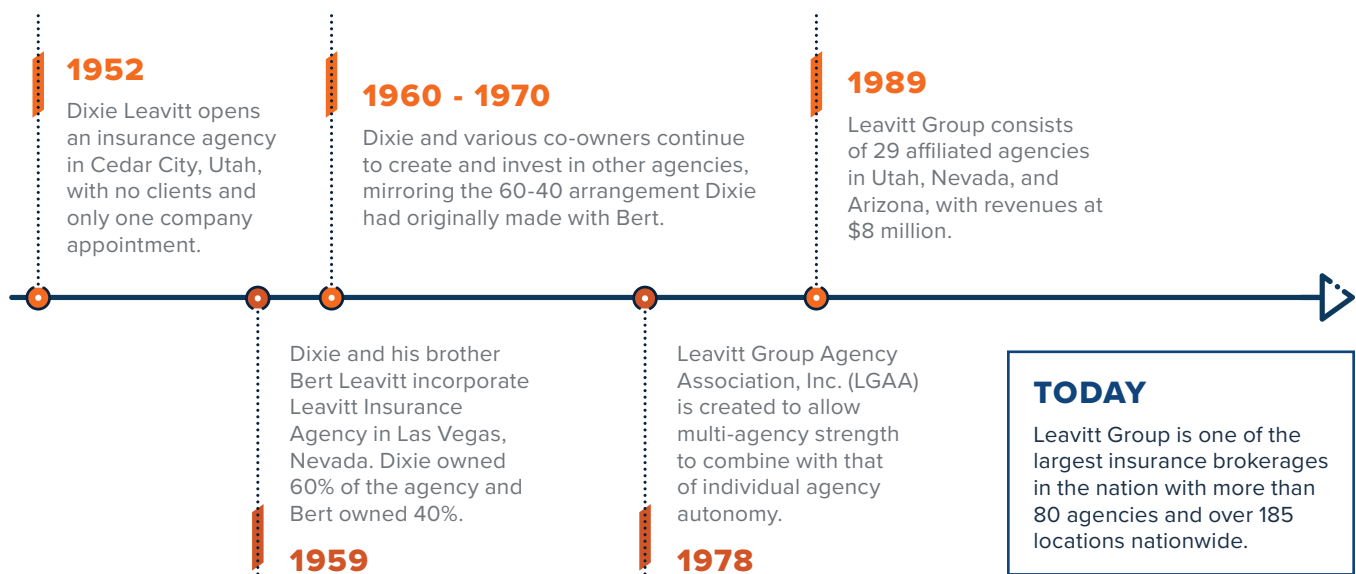 1952
Dixie Leavitt opens
an insurance agency
in Cedar City, Utah,
with no clients and
only one company
appointment.
Dixie and his brother
Bert Leavitt incorporate
Leavitt Insurance
Agency in Las Vegas,
Nevada. Dixie owned
60% of the agency and
Bert owned 40%.
1959
1960 - 1970
Dixie and various co-owners continue
to create and invest in other agencies,
mirroring the 60-40 arrangement Dixie
had originally made with Bert.
Leavitt Group Agency
Association, Inc. (LGAA)
is created to allow
multi-agency strength
to combine with that
of individual agency
autonomy.
1978
1989
Leavitt Group consists
of 29 affiliated agencies
in Utah, Nevada, and
Arizona, with revenues at
$8 million.
TODAY
Leavitt Group is one of the
largest insurance brokerages
in the nation with more than
80 agencies and over 185
locations nationwide.